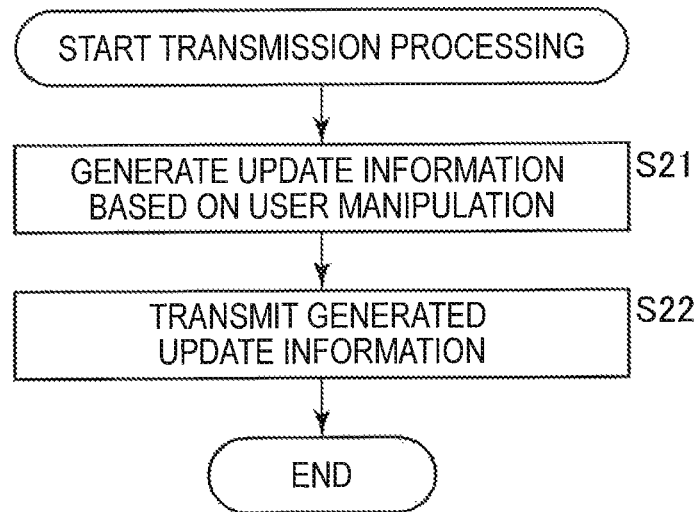 START TRANSMISSION PROCESSING
GENERATE UPDATE INFORMATION
BASED ON USER MANIPULATION
S21
TRANSMIT GENERATED
UPDATE INFORMATION
S22
END